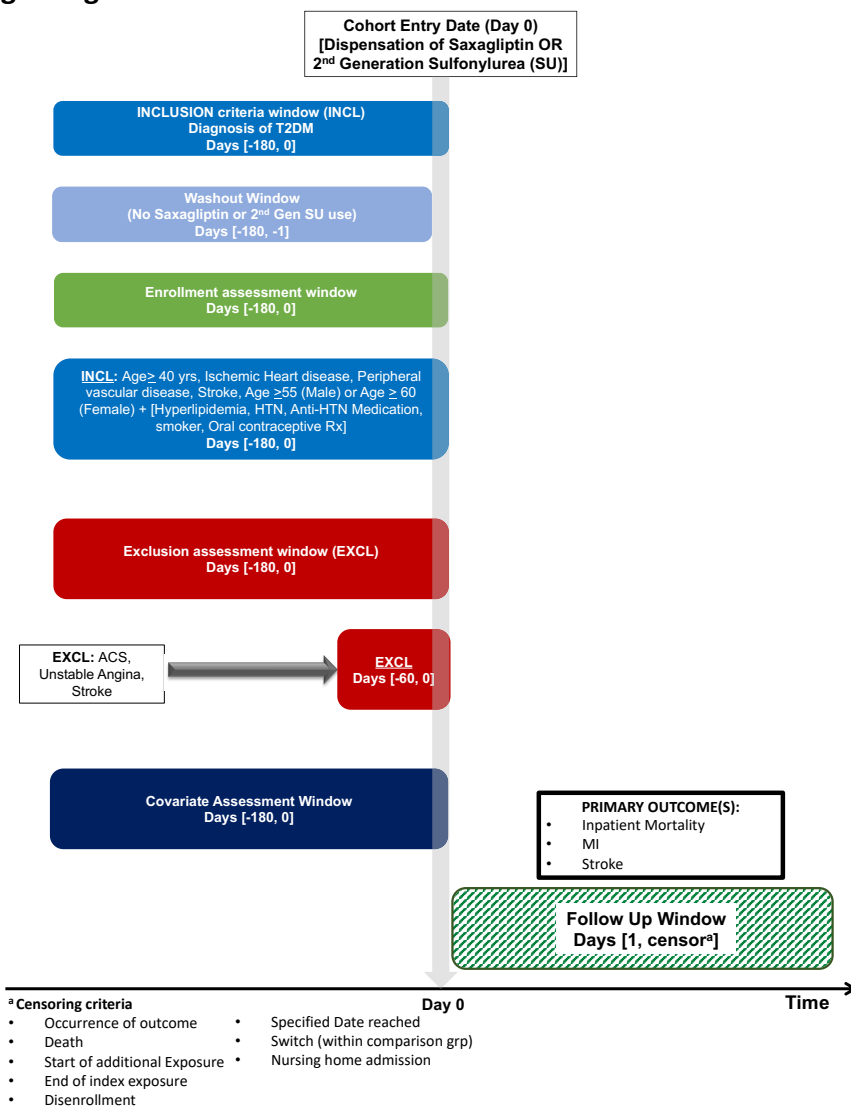 Cohort Entry Date (Day 0)
[Dispensation of Saxagliptin OR
2nd Generation Sulfonylurea (SU)]
INCLUSION criteria window (INCL)
Diagnosis of T2DM
Days [-180, 0]
Washout Window
(No Saxagliptin or 2nd Gen SU use)
Days [-180, -1]
Enrollment assessment window
Days [-180, 0]
INCL: Age≥ 40 yrs, Ischemic Heart disease, Peripheral
vascular disease, Stroke, Age ≥55 (Male) or Age ≥ 60
(Female) + [Hyperlipidemia, HTN, Anti-HTN Medication,
smoker, Oral contraceptive Rx]
Days [-180, 0]
Exclusion assessment window (EXCL)
Days [-180, 0]
EXCL: ACS,
Unstable Angina,
Stroke
EXCL
Days [-60, 0]
Covariate Assessment Window
Days [-180, 0]
PRIMARY OUTCOME(S):
• Inpatient Mortality
• MI
• Stroke
Follow Up Window
Days [1, censorᵃ]
Day 0
Time
ᵃ Censoring criteria
• Occurrence of outcome
• Death
• Start of additional Exposure
• End of index exposure
• Disenrollment
• Specified Date reached
• Switch (within comparison grp)
• Nursing home admission